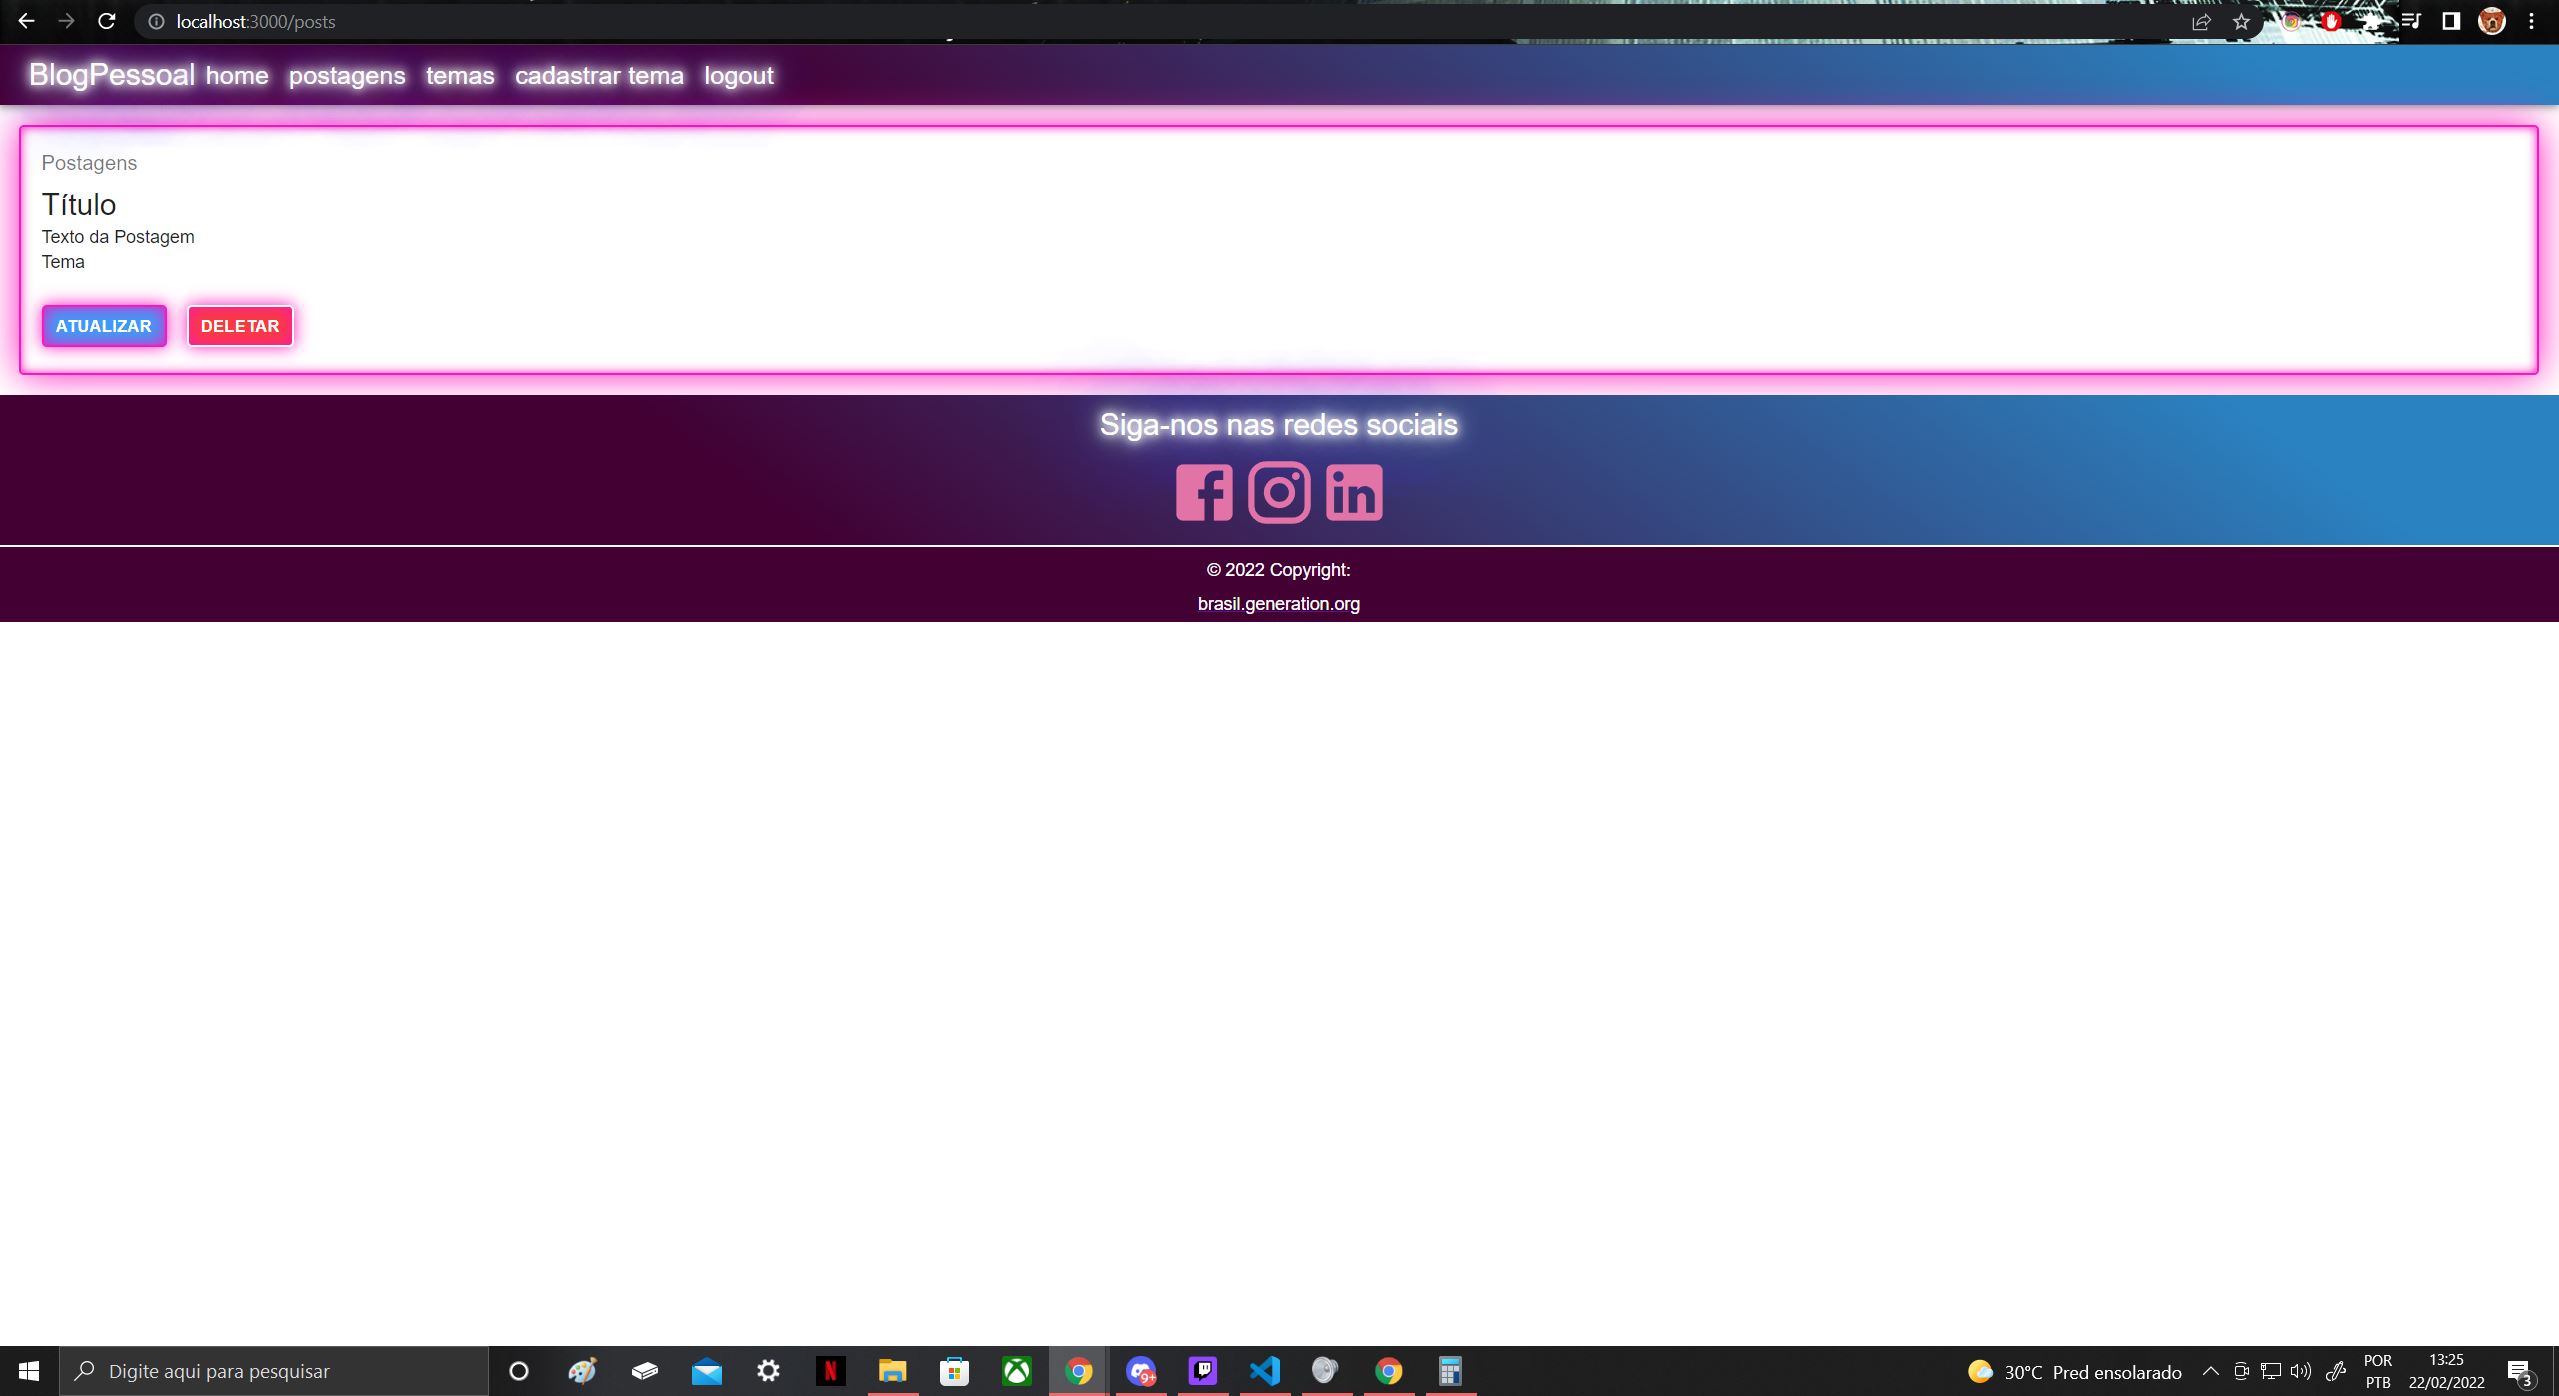 localhost:3000/posts
BlogPessoal home postagens temas cadastrar tema logout
Postagens
Título
Texto da Postagem
Tema
ATUALIZAR DELETAR
Siga-nos nas redes sociais
© 2022 Copyright:
brasil.generation.org
Digite aqui para pesquisar
9+
30°C Pred ensolarado
POR
PTB
13:25
22/02/2022
3